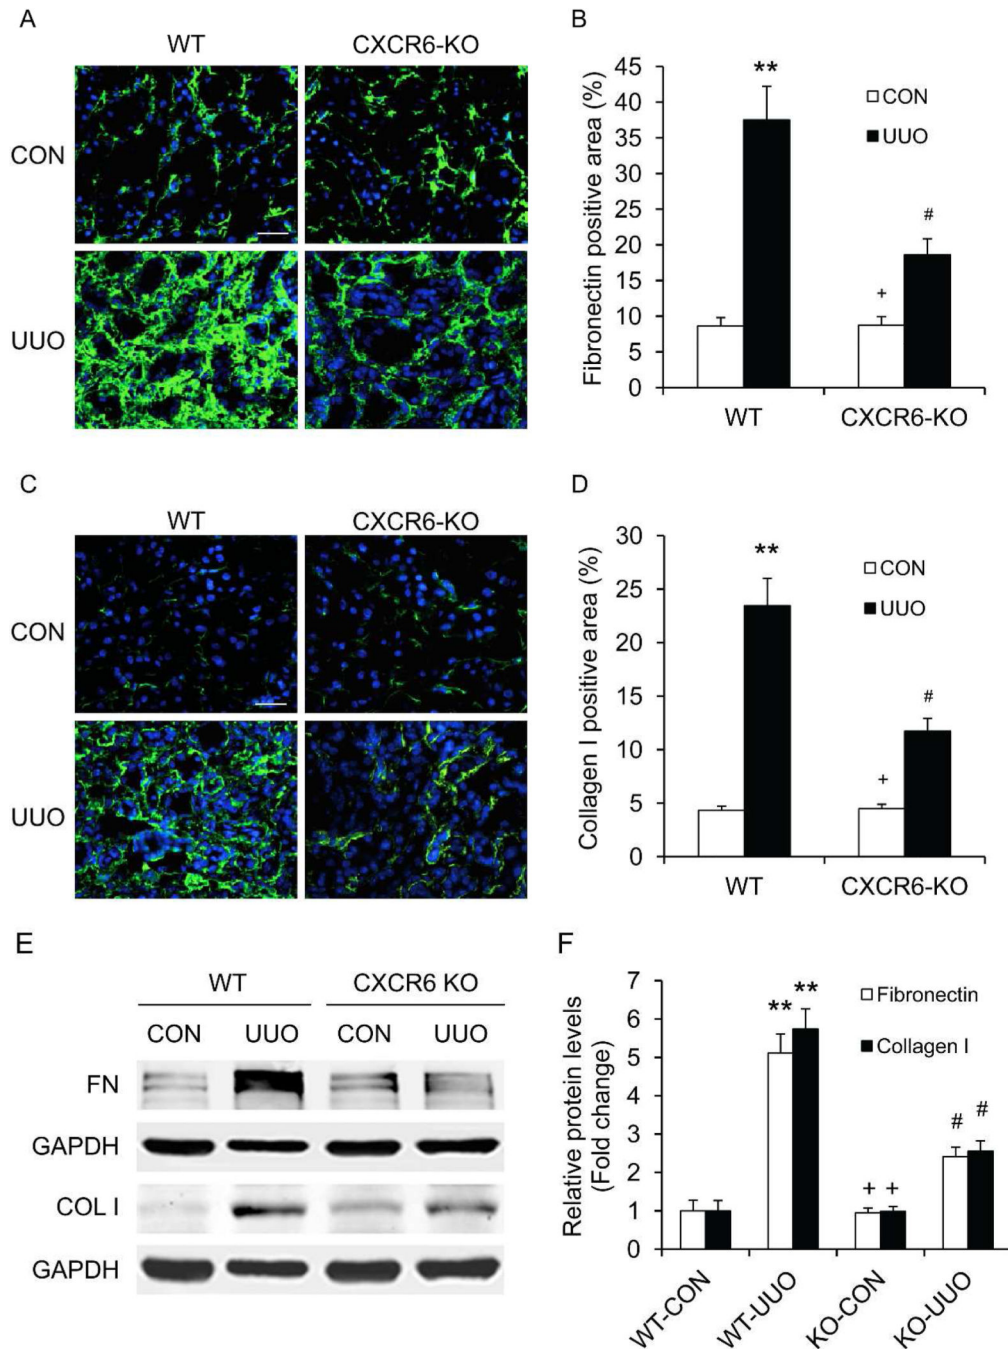 A
WT
CXCR6-KO
CON
UUO
B
Fibronectin positive area (%)
45
40
35
30
25
20
15
10
5
0
**
+
#
CON
UUO
WT
CXCR6-KO
C
WT
CXCR6-KO
CON
UUO
D
Collagen I positive area (%)
30
25
20
15
10
5
0
**
+
#
CON
UUO
WT
CXCR6-KO
E
WT
CXCR6 KO
CON
UUO
CON
UUO
FN
GAPDH
COL I
GAPDH
F
Relative protein levels
(Fold change)
7
6
5
4
3
2
1
0
** **
+ +
# #
Fibronectin
Collagen I
WT-CON
WT-UUO
KO-CON
KO-UUO